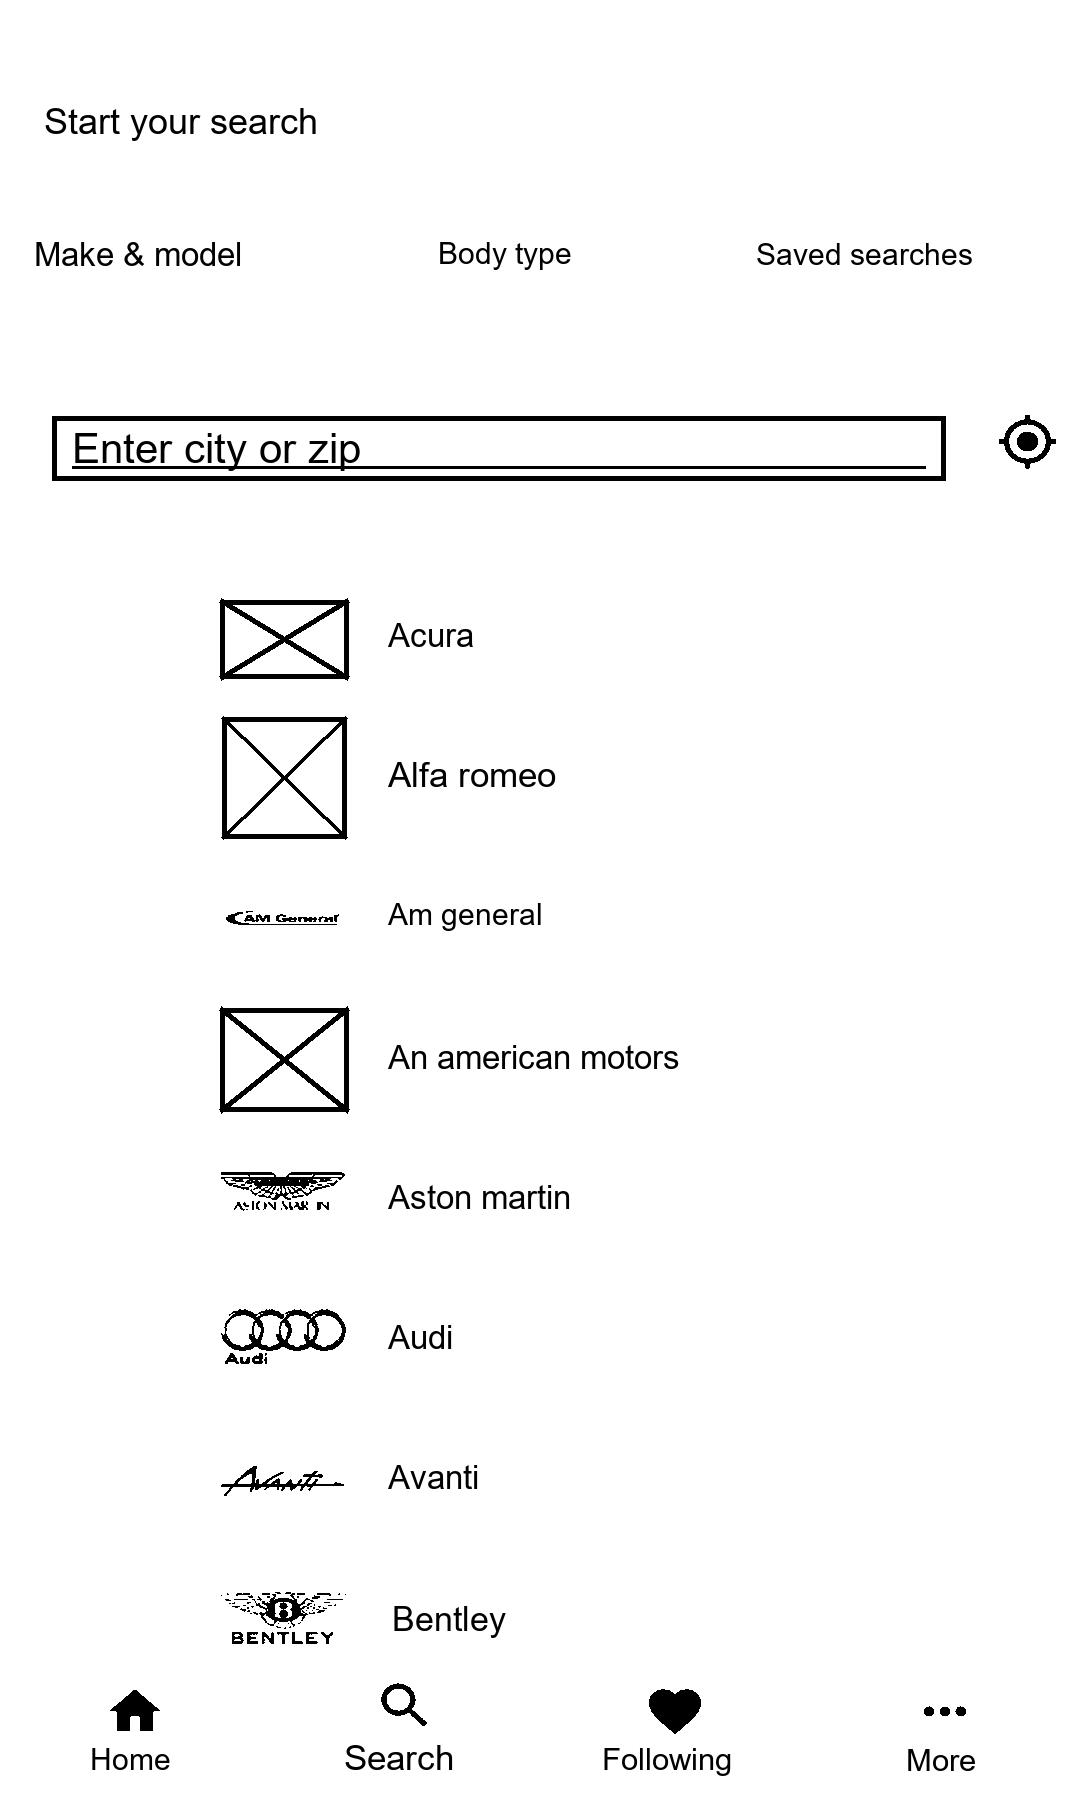 Start your search
Make & model Body type Saved searches
Enter city or zip
Acura
Alfa romeo
AM General Am general
An american motors
ASTON MARTIN Aston martin
Audi Audi
Avanti Avanti
B BENTLEY Bentley
Home Search Following More